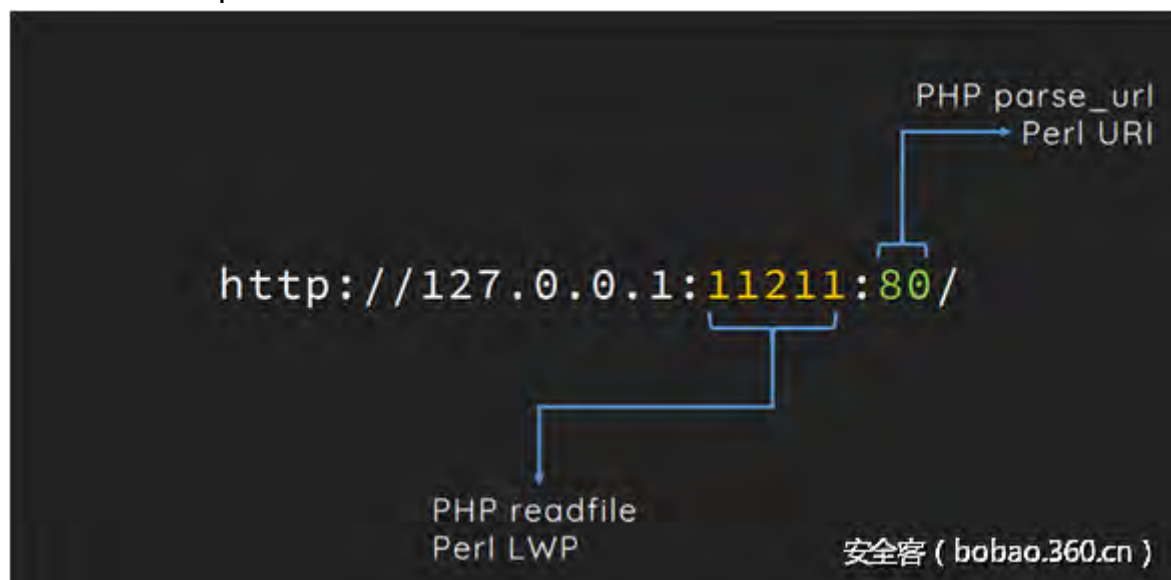 PHP parse_url
Perl URI
http://127.0.0.1:11211:80/
PHP readfile
Perl LWP
安全客 ( bobao.360.cn )